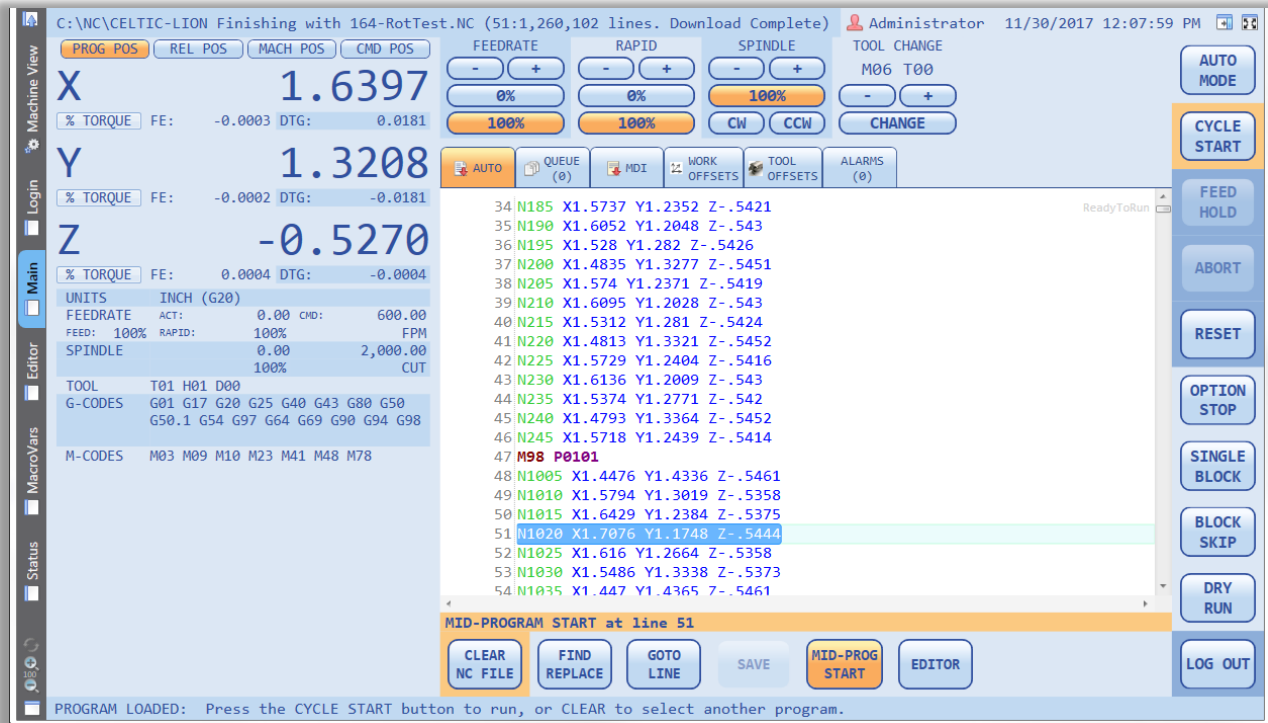 C:\NC\CELTIC-LION Finishing with 164-RotTest.NC (51:1,260,102 lines. Download Complete) Administrator 11/30/2017 12:07:59 PM
Machine View
Login
Main
Editor
MacroVars
Status
100
PROG POS REL POS MACH POS CMD POS
X 1.6397
% TORQUE FE: -0.0003 DTG: 0.0181
Y 1.3208
% TORQUE FE: -0.0002 DTG: -0.0181
Z -0.5270
% TORQUE FE: 0.0004 DTG: -0.0004
UNITS INCH (G20)
FEEDRATE ACT: 0.00 CMD: 600.00
FEED: 100% RAPID: 100% FPM
SPINDLE 0.00 2,000.00
100% CUT
TOOL T01 H01 D00
G-CODES G01 G17 G20 G25 G40 G43 G80 G50
G50.1 G54 G97 G64 G69 G90 G94 G98
M-CODES M03 M09 M10 M23 M41 M48 M78
FEEDRATE RAPID SPINDLE TOOL CHANGE
- + - + - + M06 T00
0% 0% 100% - +
100% 100% CW CCW CHANGE
AUTO
QUEUE
(0)
MDI
WORK
OFFSETS
TOOL
OFFSETS
ALARMS
(0)
ReadyToRun
34 N185 X1.5737 Y1.2352 Z-.5421
35 N190 X1.6052 Y1.2048 Z-.543
36 N195 X1.528 Y1.282 Z-.5426
37 N200 X1.4835 Y1.3277 Z-.5451
38 N205 X1.574 Y1.2371 Z-.5419
39 N210 X1.6095 Y1.2028 Z-.543
40 N215 X1.5312 Y1.281 Z-.5424
41 N220 X1.4813 Y1.3321 Z-.5452
42 N225 X1.5729 Y1.2404 Z-.5416
43 N230 X1.6136 Y1.2009 Z-.543
44 N235 X1.5374 Y1.2771 Z-.542
45 N240 X1.4793 Y1.3364 Z-.5452
46 N245 X1.5718 Y1.2439 Z-.5414
47 M98 P0101
48 N1005 X1.4476 Y1.4336 Z-.5461
49 N1010 X1.5794 Y1.3019 Z-.5358
50 N1015 X1.6429 Y1.2384 Z-.5375
51 N1020 X1.7076 Y1.1748 Z-.5444
52 N1025 X1.616 Y1.2664 Z-.5358
53 N1030 X1.5486 Y1.3338 Z-.5373
54 N1035 X1.447 Y1.4365 Z-.5461
MID-PROGRAM START at line 51
CLEAR
NC FILE
FIND
REPLACE
GOTO
LINE
SAVE
MID-PROG
START
EDITOR
AUTO
MODE
CYCLE
START
FEED
HOLD
ABORT
RESET
OPTION
STOP
SINGLE
BLOCK
BLOCK
SKIP
DRY
RUN
LOG OUT
PROGRAM LOADED: Press the CYCLE START button to run, or CLEAR to select another program.